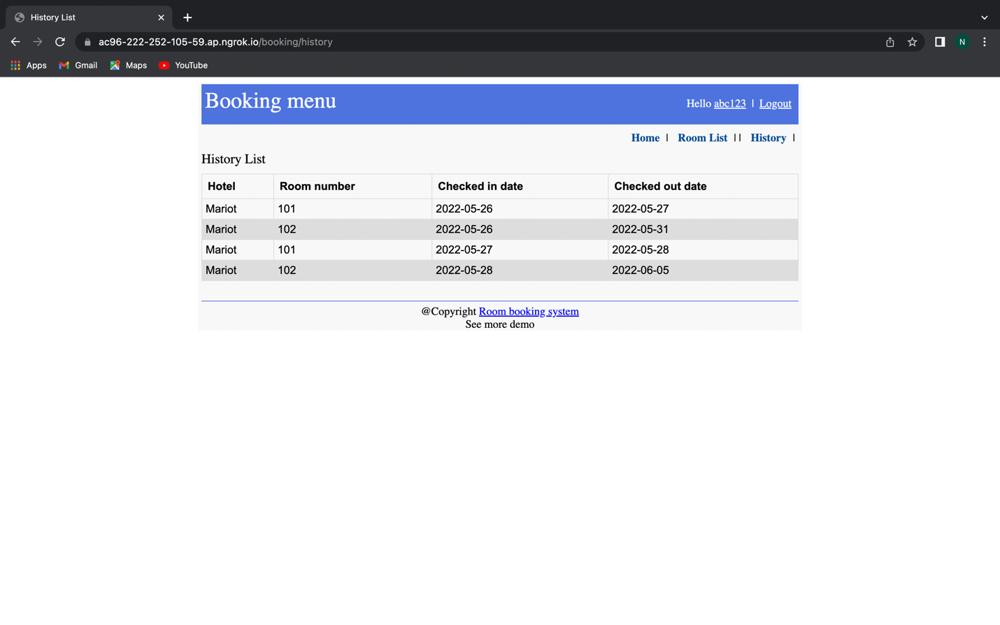 History List
ac96-222-252-105-59.ap.ngrok.io/booking/history
N
Apps Gmail Maps YouTube
Booking menu
Hello abc123 | Logout
Home | Room List || History |
History List
Hotel Room number Checked in date Checked out date
Mariot 101 2022-05-26 2022-05-27
Mariot 102 2022-05-26 2022-05-31
Mariot 101 2022-05-27 2022-05-28
Mariot 102 2022-05-28 2022-06-05
@Copyright Room booking system
See more demo